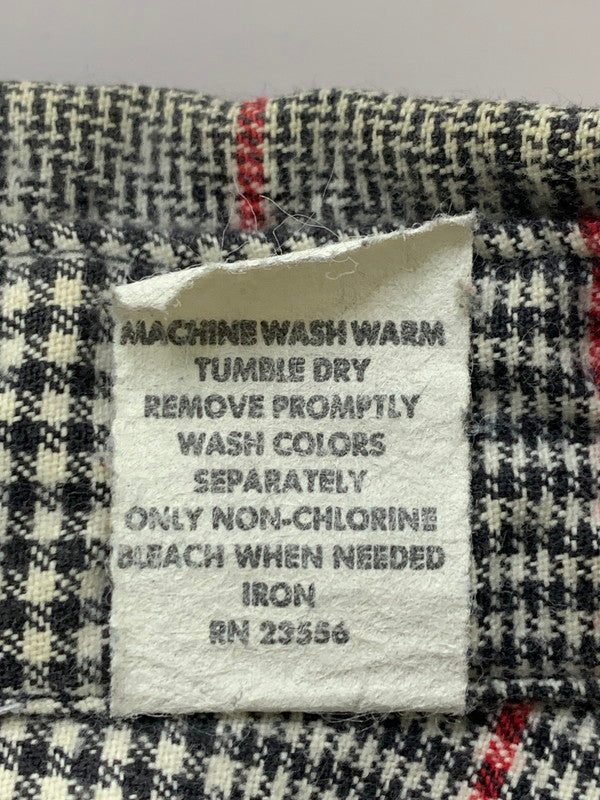 MACHINE WASH WARM
TUMBLE DRY
REMOVE PROMPTLY
WASH COLORS
SEPARATELY
ONLY NON-CHLORINE
BLEACH WHEN NEEDED
IRON
RN 23556